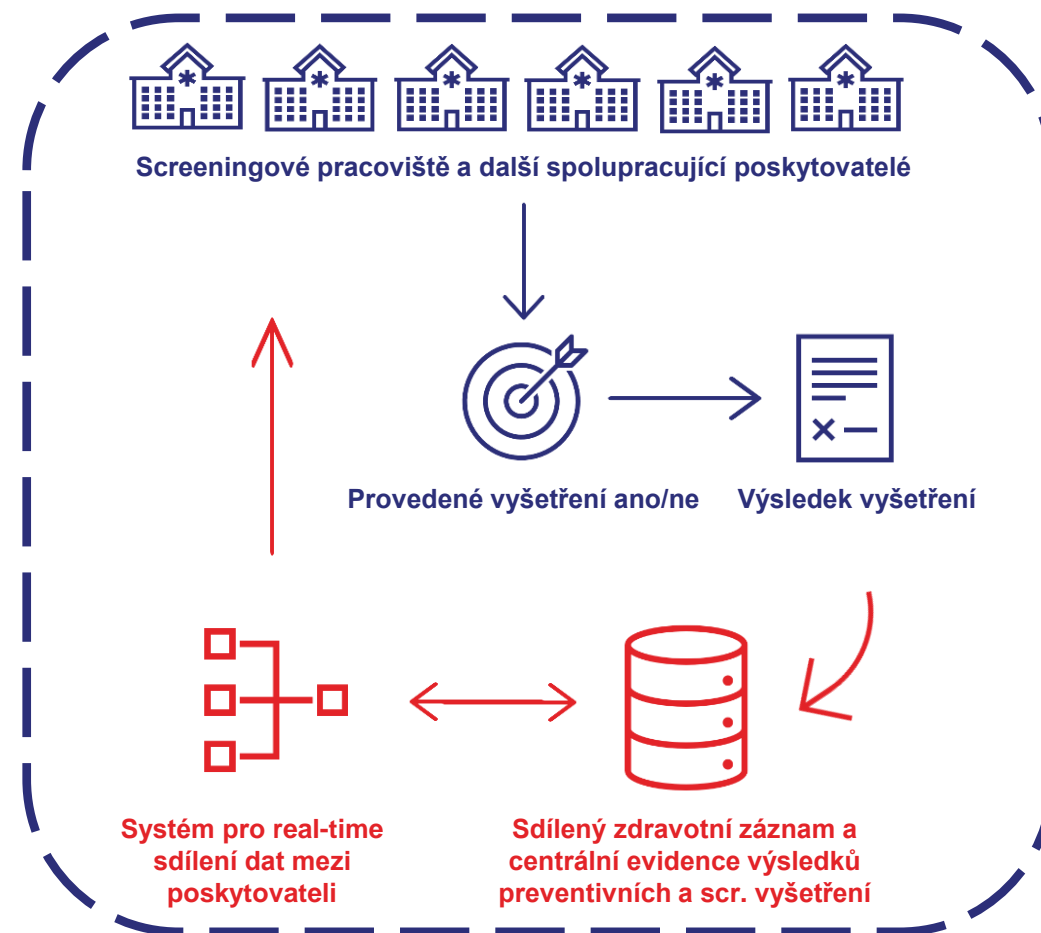 Screeningové pracoviště a další spolupracující poskytovatelé
Provedené vyšetření ano/ne
Výsledek vyšetření
Systém pro real-time
sdílení dat mezi
poskytovateli
Sdílený zdravotní záznam a
centrální evidence výsledků
preventivních a scr. vyšetření